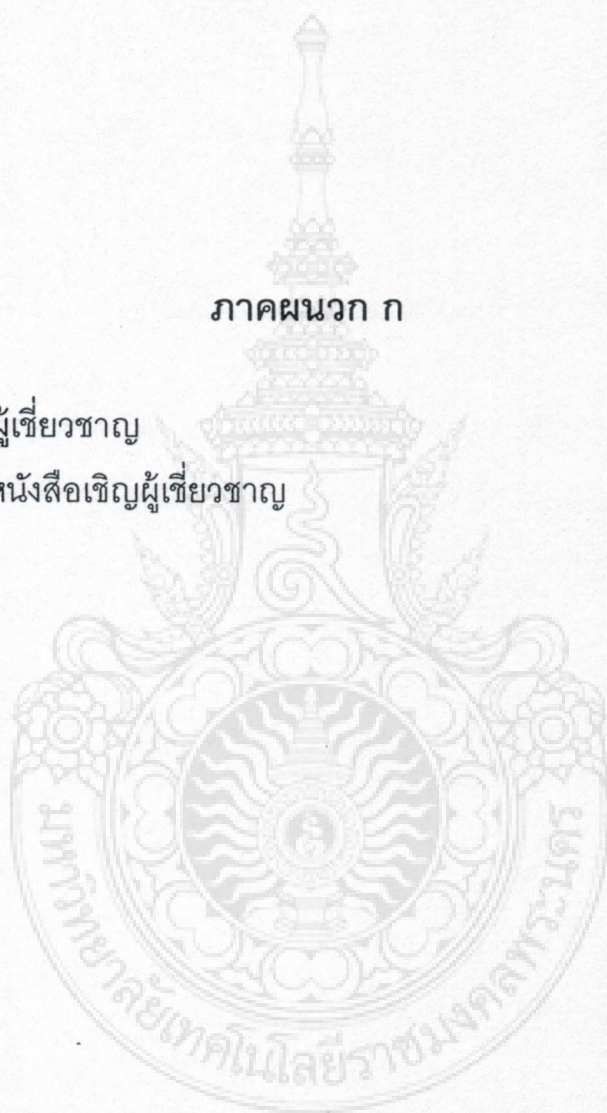 ภาคผนวก ก
ผู้เชี่ยวชาญ
หนังสือเชิญผู้เชี่ยวชาญ
มหาวิทยาลัยเทคโนโลยีราชมงคลพระนคร